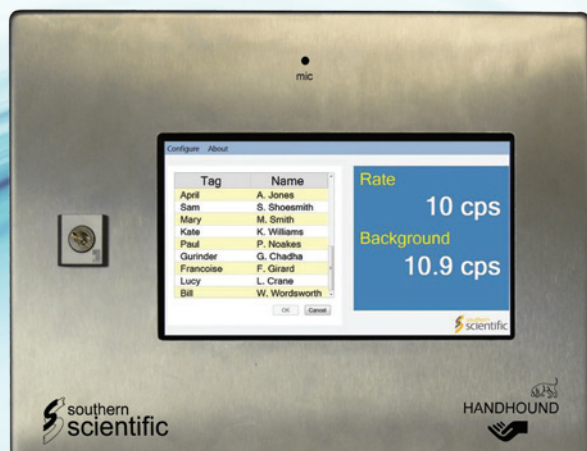 mic
Configure About
Tag Name
April A. Jones
Sam S. Shoesmith
Mary M. Smith
Kate K. Williams
Paul P. Noakes
Gurinder G. Chadha
Francoise F. Girard
Lucy L. Crane
Bill W. Wordsworth
OK Cancel
Rate
10 cps
Background
10.9 cps
southern
scientific
southern
scientific
HANDHOUND